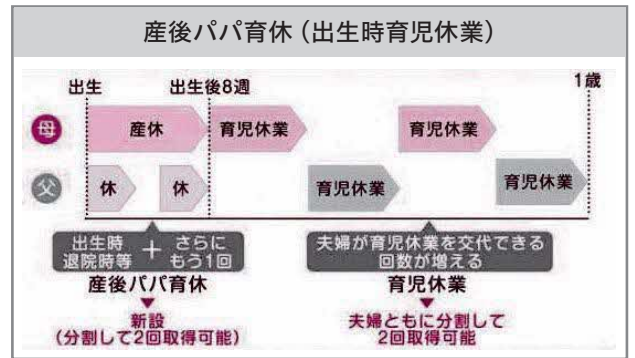 産後パパ育休(出生時育児休業)
出生 出生後8週 1歳
母 産休 育児休業 育児休業
父 休 休 育児休業 育児休業
出生時
退院時等
+
さらに
もう1回
夫婦が育児休業を交代できる
回数が増える
産後パパ育休 育児休業
新設
(分割して2回取得可能)
夫婦ともに分割して
2回取得可能